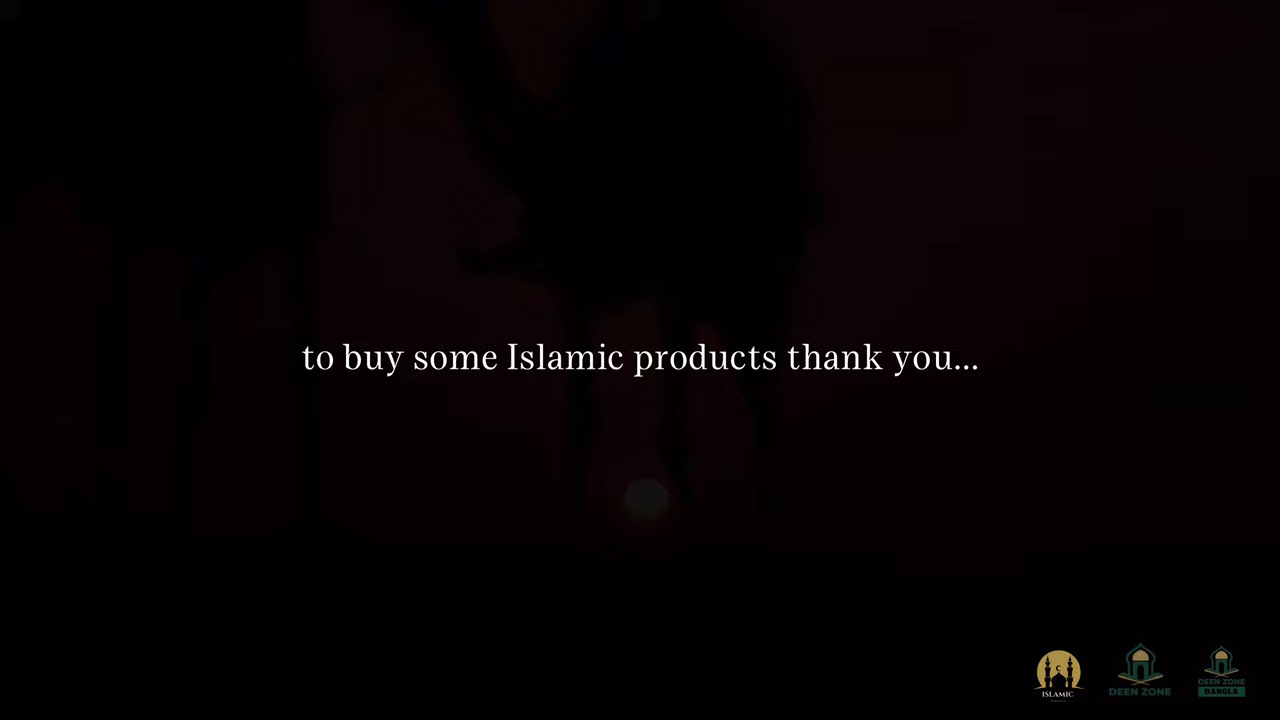 to buy some Islamic products thank you...
ISLAMIC
DEEN ZONE
DEEN ZONE
BANGLA